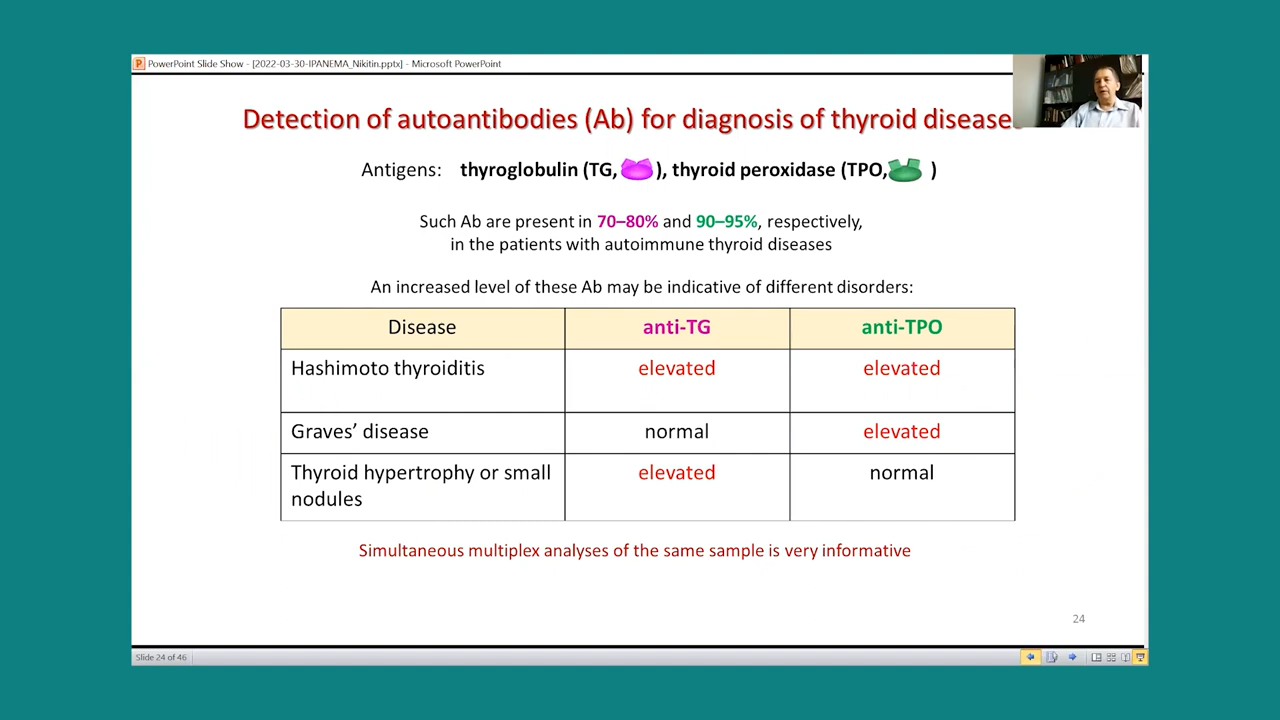 PowerPoint Slide Show - [2022-03-30-IPANEMA_Nikitin.pptx] - Microsoft PowerPoint
Detection of autoantibodies (Ab) for diagnosis of thyroid disease
Antigens: thyroglobulin (TG, ), thyroid peroxidase (TPO, )
Such Ab are present in 70–80% and 90–95%, respectively,
in the patients with autoimmune thyroid diseases
An increased level of these Ab may be indicative of different disorders:
Disease anti-TG anti-TPO
Hashimoto thyroiditis elevated elevated
Graves’ disease normal elevated
Thyroid hypertrophy or small elevated normal
nodules
Simultaneous multiplex analyses of the same sample is very informative
24
Slide 24 of 46